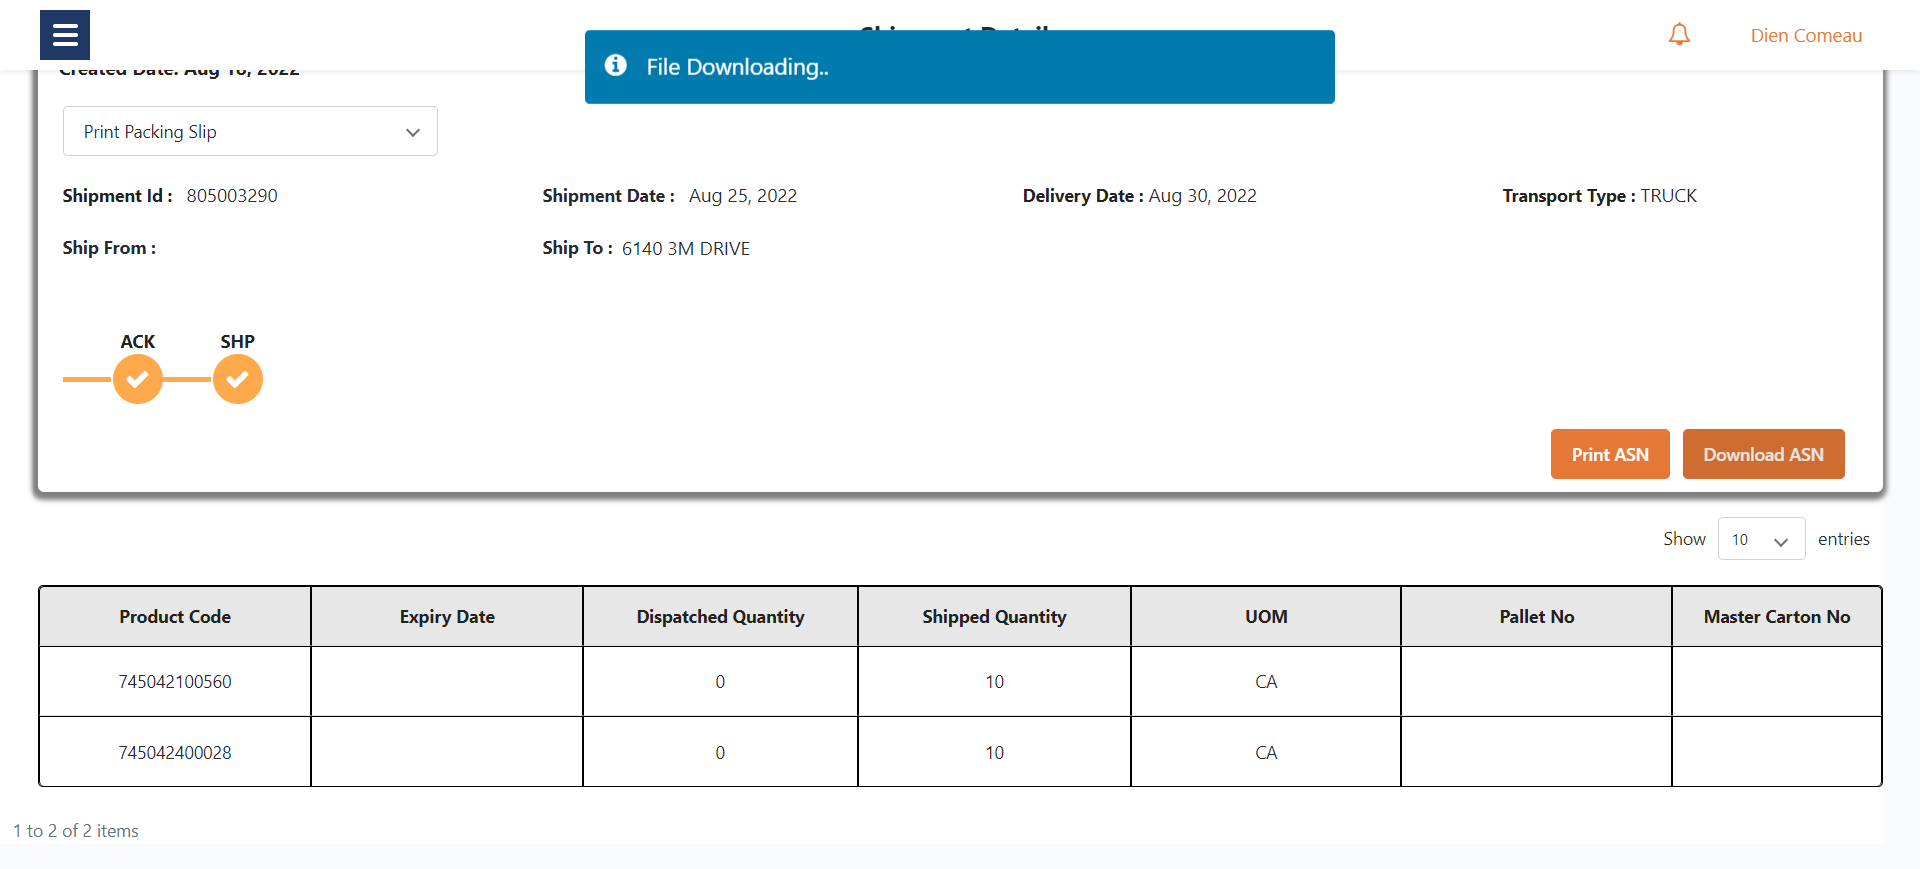 Shipment Detail
Dien Comeau
File Downloading..
Created Date: Aug 18, 2022
Print Packing Slip
Shipment Id : 805003290
Shipment Date : Aug 25, 2022
Delivery Date : Aug 30, 2022
Transport Type : TRUCK
Ship From :
Ship To : 6140 3M DRIVE
ACK SHP
Print ASN
Download ASN
Show 10 entries
Product Code Expiry Date Dispatched Quantity Shipped Quantity UOM Pallet No Master Carton No
745042100560 0 10 CA
745042400028 0 10 CA
1 to 2 of 2 items